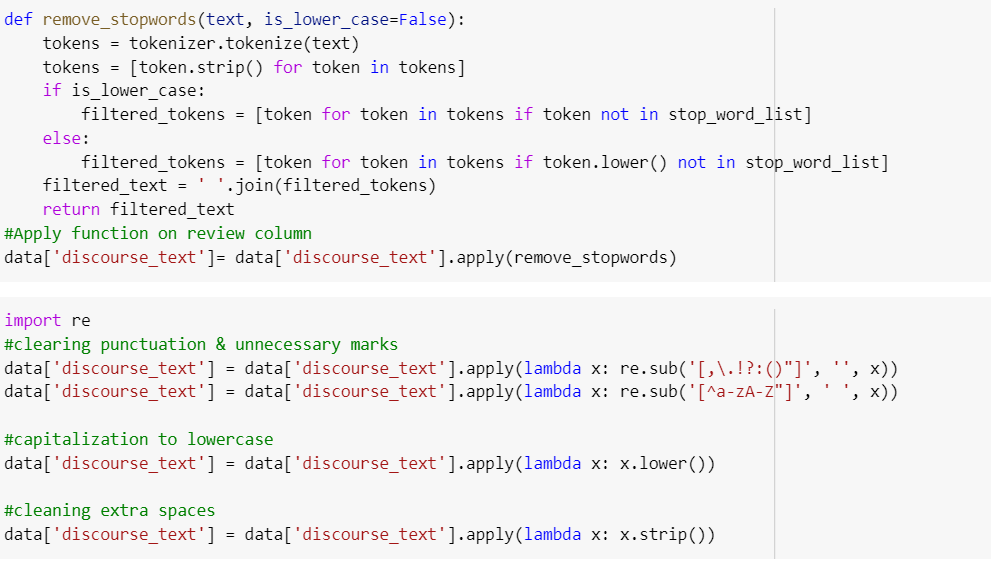 def remove_stopwords(text, is_lower_case=False):
    tokens = tokenizer.tokenize(text)
    tokens = [token.strip() for token in tokens]
    if is_lower_case:
        filtered_tokens = [token for token in tokens if token not in stop_word_list]
    else:
        filtered_tokens = [token for token in tokens if token.lower() not in stop_word_list]
    filtered_text = ' '.join(filtered_tokens)
    return filtered_text
#Apply function on review column
data['discourse_text']= data['discourse_text'].apply(remove_stopwords)
import re
#clearing punctuation & unnecessary marks
data['discourse_text'] = data['discourse_text'].apply(lambda x: re.sub('[,\.!?:()"]', '', x))
data['discourse_text'] = data['discourse_text'].apply(lambda x: re.sub('[^a-zA-Z"]', ' ', x))
#capitalization to lowercase
data['discourse_text'] = data['discourse_text'].apply(lambda x: x.lower())
#cleaning extra spaces
data['discourse_text'] = data['discourse_text'].apply(lambda x: x.strip())